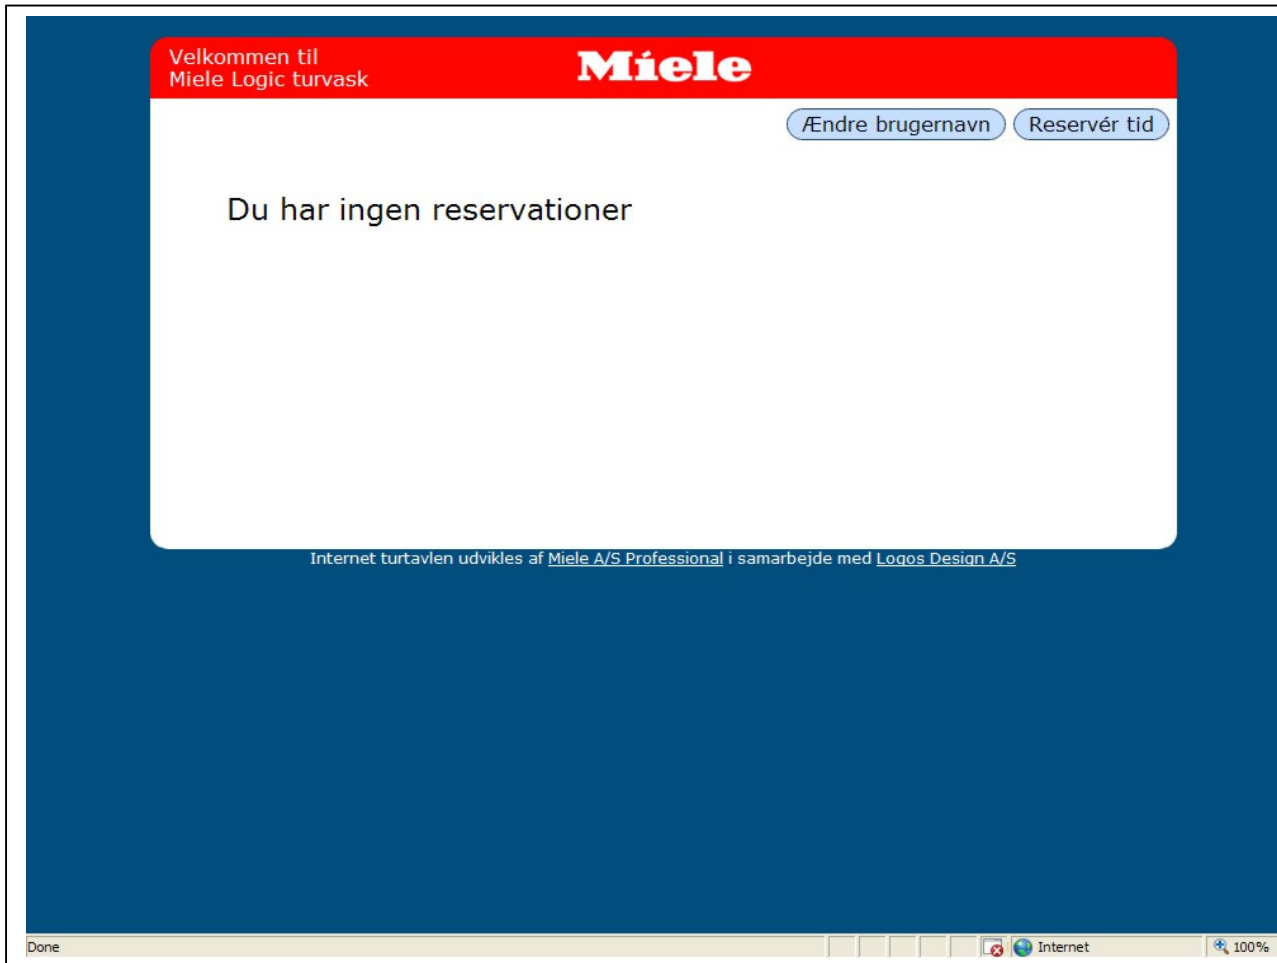 Velkommen til
Miele Logic turvask
Miele
Ændre brugernavn
Reservér tid
Du har ingen reservationer
Internet turtavlen udvikles af Miele A/S Professional i samarbejde med Logos Design A/S
Done
Internet
100%